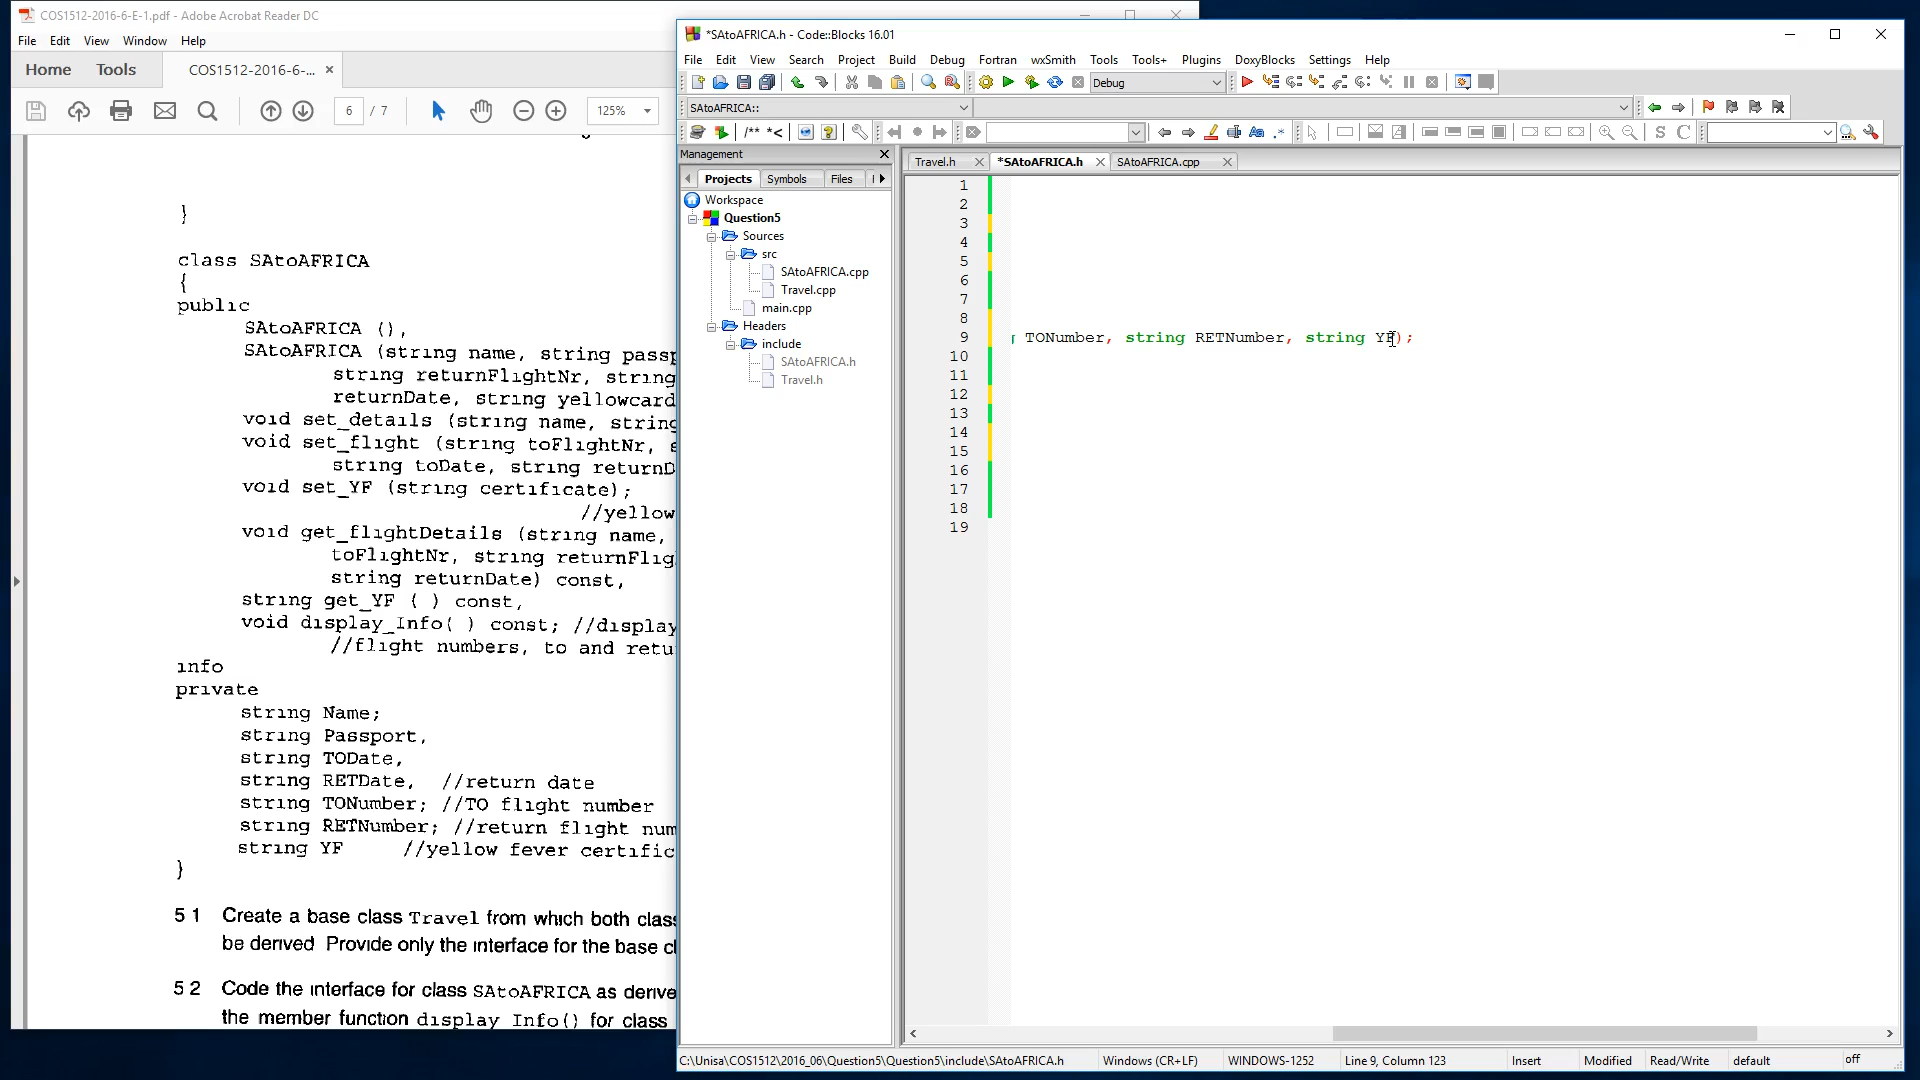 COS1512-2016-6-E-1.pdf - Adobe Acrobat Reader DC
File Edit View Window Help
Home Tools COS1512-2016-6-... ×
6 / 7 125%
}
class SAtoAFRICA
{
public
SAtoAFRICA (),
SAtoAFRICA (string name, string passp
string returnFlightNr, string
returnDate, string yellowcard
void set_details (string name, string
void set_flight (string toFlightNr, s
string toDate, string returnD
void set_YF (string certificate);
//yellow
void get_flightDetails (string name,
toFlightNr, string returnFlig
string returnDate) const,
string get_YF ( ) const,
void display_Info( ) const; //display
//flight numbers, to and retu
info
private
string Name;
string Passport,
string TODate,
string RETDate, //return date
string TONumber; //TO flight number
string RETNumber; //return flight num
string YF //yellow fever certific
}
5 1 Create a base class Travel from which both clas
be derived Provide only the interface for the base cl
5 2 Code the interface for class SAtoAFRICA as derive
the member function display Info() for class
*SAtoAFRICA.h - Code::Blocks 16.01
File Edit View Search Project Build Debug Fortran wxSmith Tools Tools+ Plugins DoxyBlocks Settings Help
Debug
SAtoAFRICA::
/** *<
S C
Management
Projects Symbols Files
Workspace
Question5
Sources
src
SAtoAFRICA.cpp
Travel.cpp
main.cpp
Headers
include
SAtoAFRICA.h
Travel.h
Travel.h *SAtoAFRICA.h SAtoAFRICA.cpp
1
2
3
4
5
6
7
8
9 g TONumber, string RETNumber, string YF);
10
11
12
13
14
15
16
17
18
19
C:\Unisa\COS1512\2016_06\Question5\Question5\include\SAtoAFRICA.h Windows (CR+LF) WINDOWS-1252 Line 9, Column 123 Insert Modified Read/Write default off